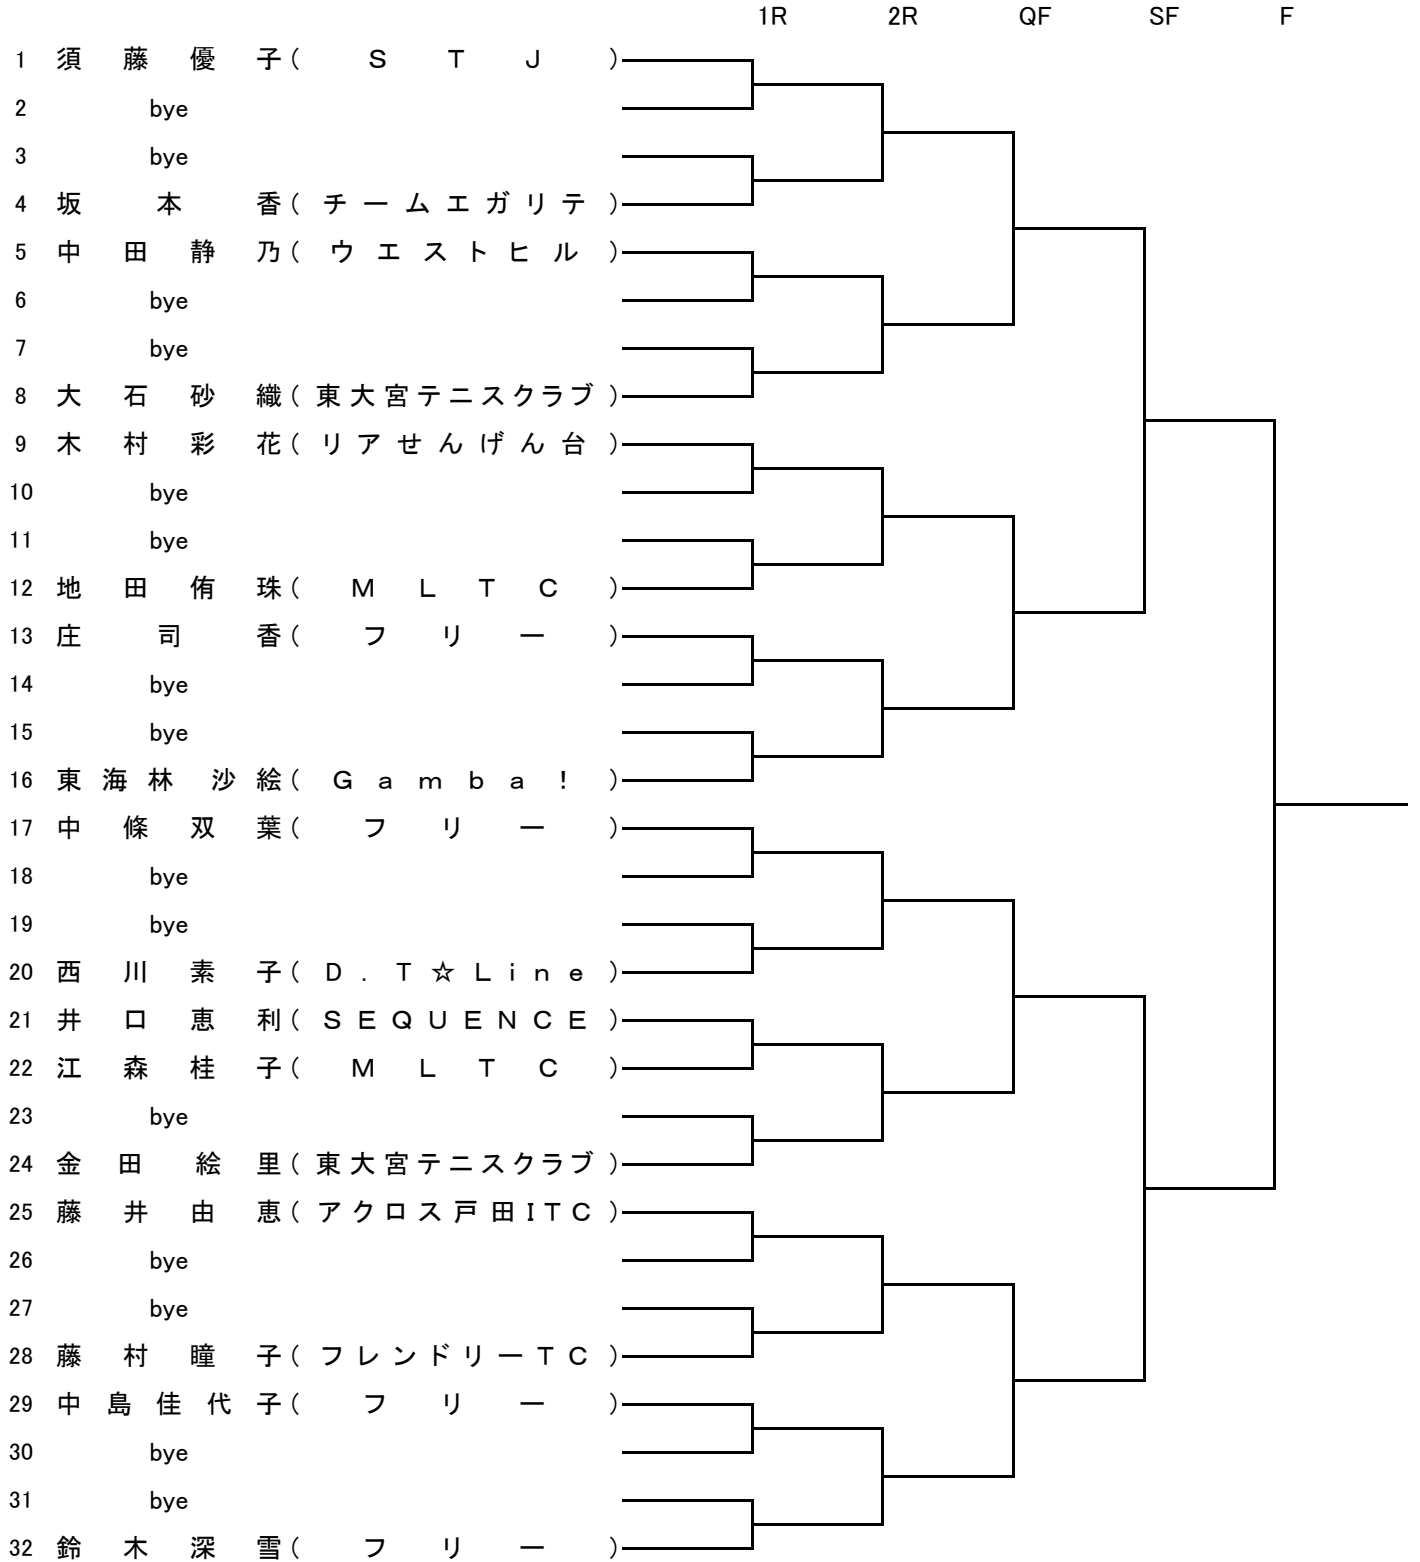 1R 2R QF SF F
1 須藤優子(STJ)
2 bye
3 bye
4 坂本香(チームエガリテ)
5 中田静乃(ウエストヒル)
6 bye
7 bye
8 大石砂織(東大宮テニスクラブ)
9 木村彩花(リアせんげん台)
10 bye
11 bye
12 地田侑珠(MLTC)
13 庄司香(フリー)
14 bye
15 bye
16 東海林沙絵(Gamba!)
17 中條双葉(フリー)
18 bye
19 bye
20 西川素子(D.T☆Line)
21 井口恵利(SEQUENCE)
22 江森桂子(MLTC)
23 bye
24 金田絵里(東大宮テニスクラブ)
25 藤井由恵(アクロス戸田ITC)
26 bye
27 bye
28 藤村瞳子(フレンドリーTC)
29 中島佳代子(フリー)
30 bye
31 bye
32 鈴木深雪(フリー)